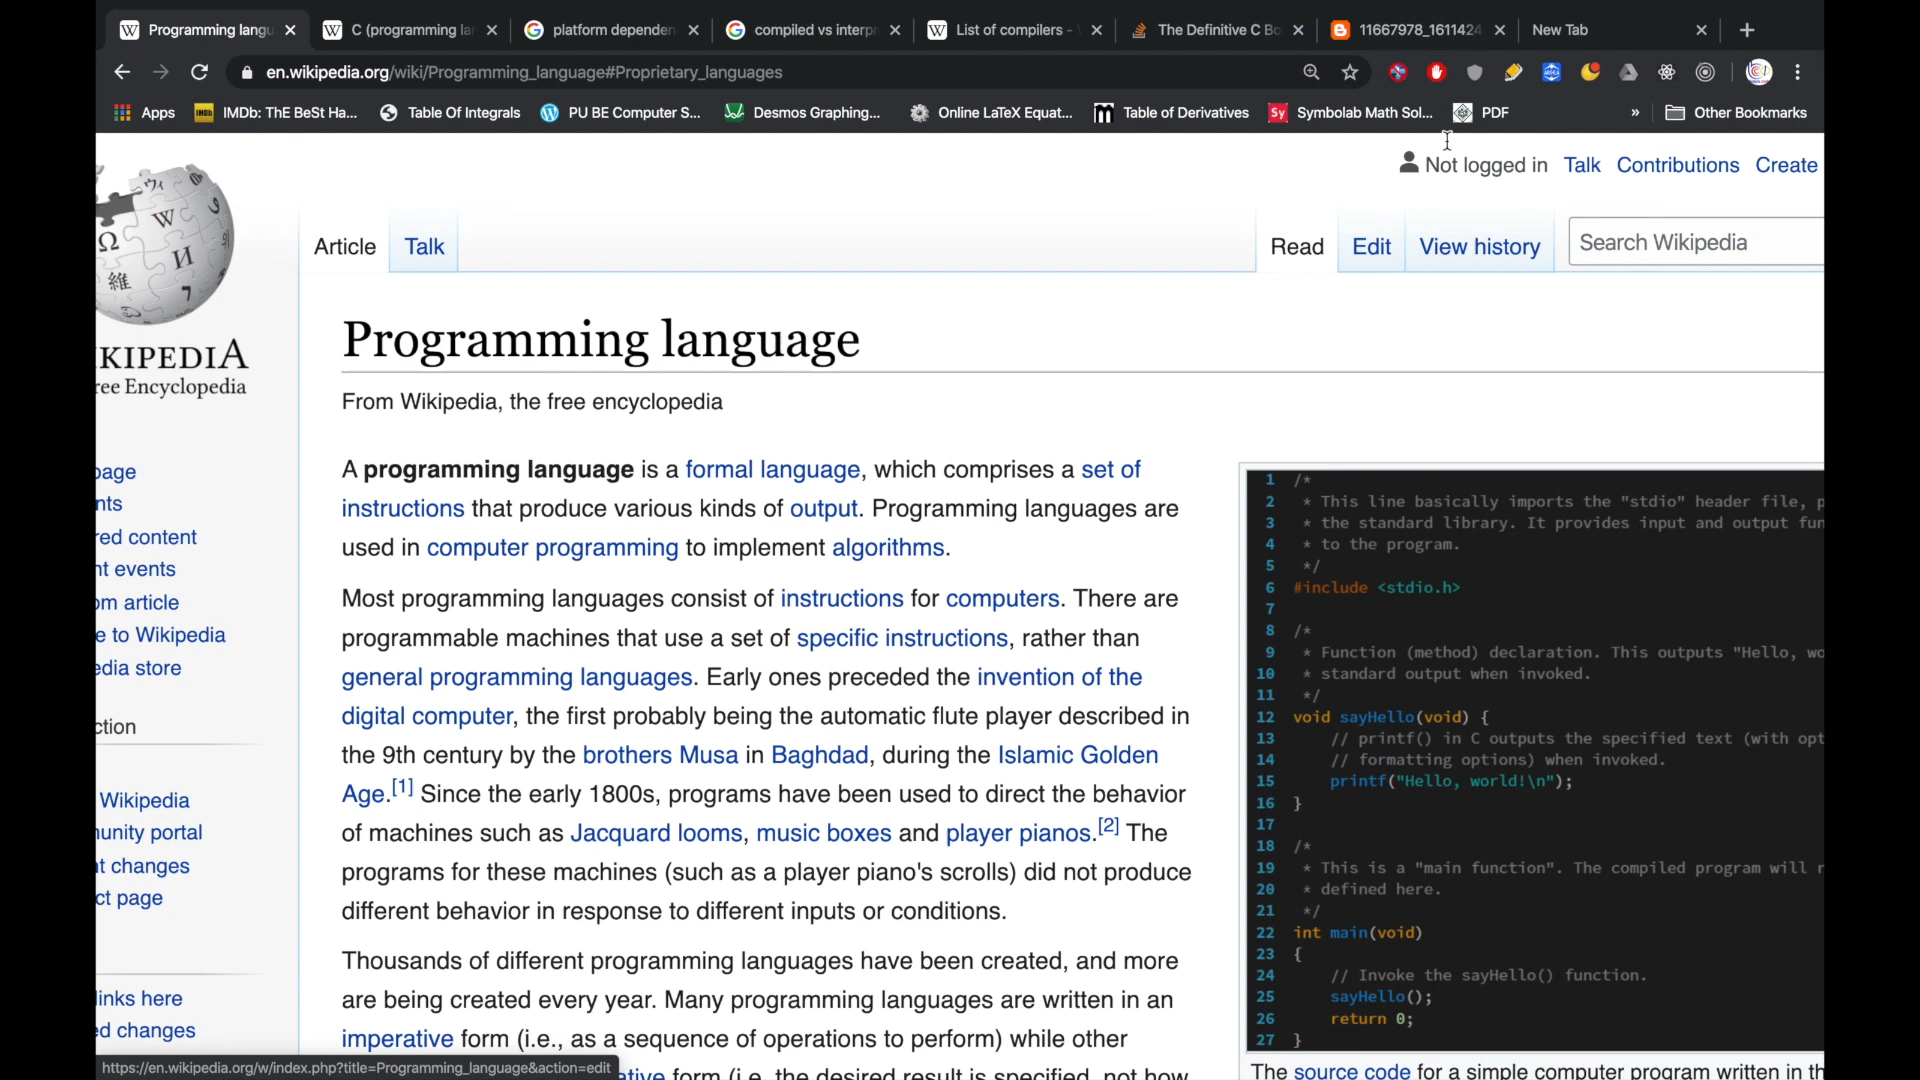 Programming langu
C (programming lan
platform dependen
compiled vs interpr
List of compilers -
The Definitive C Bo
11667978_1611424
New Tab
en.wikipedia.org/wiki/Programming_language#Proprietary_languages
Apps
IMDb: ThE BeSt Ha...
Table Of Integrals
PU BE Computer S...
Desmos Graphing...
Online LaTeX Equat...
Table of Derivatives
Sy Symbolab Math Sol...
PDF
»
Other Bookmarks
Not logged in Talk Contributions Create
Article Talk
Read Edit View history
Search Wikipedia
KIPEDIA
ree Encyclopedia
page
nts
red content
nt events
om article
e to Wikipedia
edia store
ction
Wikipedia
unity portal
t changes
ct page
links here
ed changes
Programming language
From Wikipedia, the free encyclopedia
A programming language is a formal language, which comprises a set of
instructions that produce various kinds of output. Programming languages are
used in computer programming to implement algorithms.
Most programming languages consist of instructions for computers. There are
programmable machines that use a set of specific instructions, rather than
general programming languages. Early ones preceded the invention of the
digital computer, the first probably being the automatic flute player described in
the 9th century by the brothers Musa in Baghdad, during the Islamic Golden
Age.[1] Since the early 1800s, programs have been used to direct the behavior
of machines such as Jacquard looms, music boxes and player pianos.[2] The
programs for these machines (such as a player piano's scrolls) did not produce
different behavior in response to different inputs or conditions.
Thousands of different programming languages have been created, and more
are being created every year. Many programming languages are written in an
imperative form (i.e., as a sequence of operations to perform) while other
ative form (i.e. the desired result is specified, not how
1 /*
2 * This line basically imports the "stdio" header file, p
3 * the standard library. It provides input and output fun
4 * to the program.
5 */
6 #include <stdio.h>
7
8 /*
9 * Function (method) declaration. This outputs "Hello, wo
10 * standard output when invoked.
11 */
12 void sayHello(void) {
13 // printf() in C outputs the specified text (with opt
14 // formatting options) when invoked.
15 printf("Hello, world!\n");
16 }
17
18 /*
19 * This is a "main function". The compiled program will r
20 * defined here.
21 */
22 int main(void)
23 {
24 // Invoke the sayHello() function.
25 sayHello();
26 return 0;
27 }
The source code for a simple computer program written in th
https://en.wikipedia.org/w/index.php?title=Programming_language&action=edit